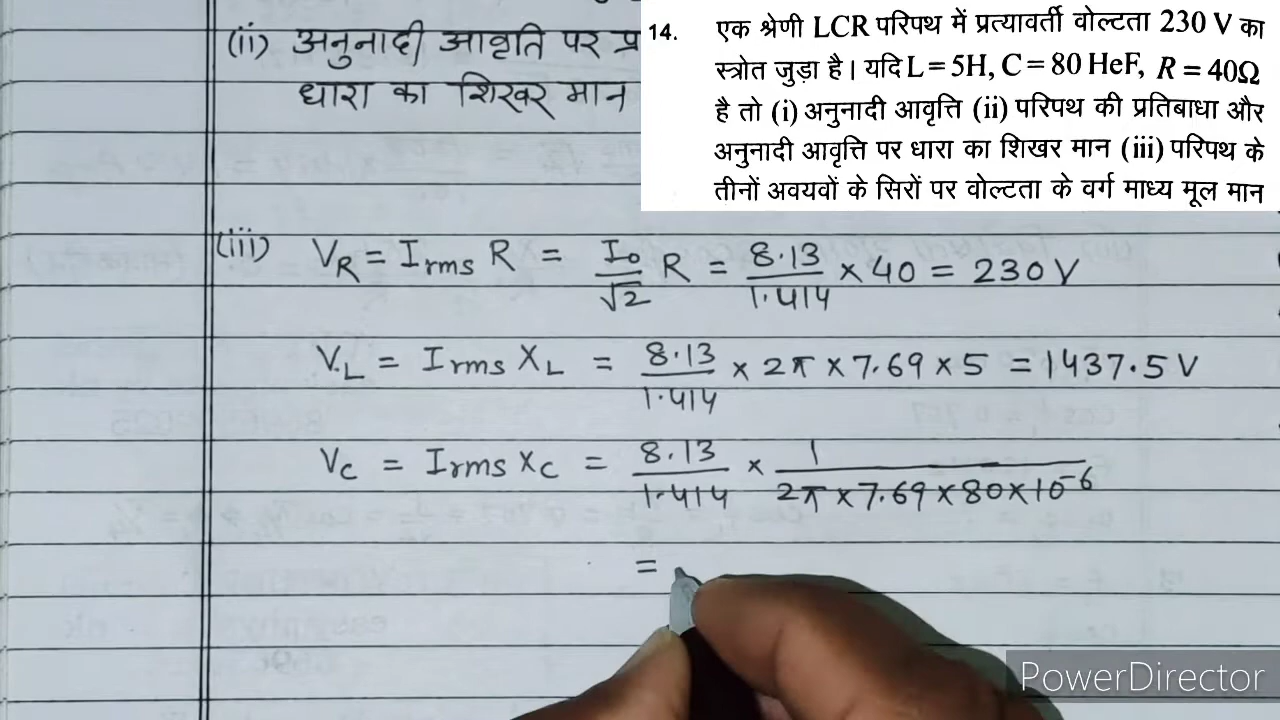 (ii) अनुनादी आवृति पर प्र
धारा का शिखर मान
14. एक श्रेणी LCR परिपथ में प्रत्यावर्ती वोल्टता 230 V का
स्त्रोत जुड़ा है। यदि L = 5H, C = 80 HeF, R = 40Ω
है तो (i) अनुनादी आवृत्ति (ii) परिपथ की प्रतिबाधा और
अनुनादी आवृत्ति पर धारा का शिखर मान (iii) परिपथ के
तीनों अवयवों के सिरों पर वोल्टता के वर्ग माध्य मूल मान
(iii) V_R = I_rms R = I₀/√2 R = 8.13/1.414 × 40 = 230 V
V_L = I_rms X_L = 8.13/1.414 × 2π × 7.69 × 5 = 1437.5 V
V_C = I_rms X_C = 8.13/1.414 × 1/(2π × 7.69 × 80 × 10⁻⁶)
=
PowerDirector